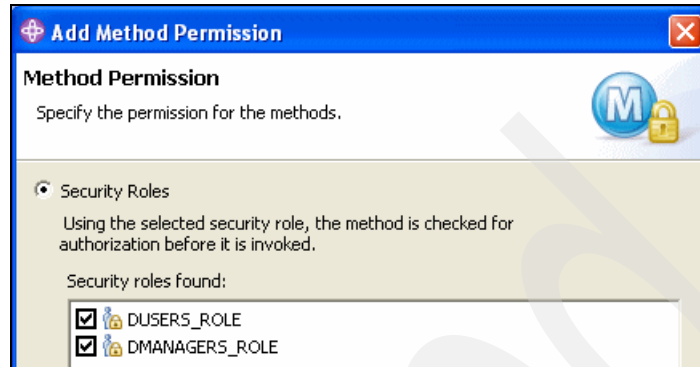 Add Method Permission
Method Permission
Specify the permission for the methods.
M
Security Roles
Using the selected security role, the method is checked for
authorization before it is invoked.
Security roles found:
DUSERS_ROLE
DMANAGERS_ROLE